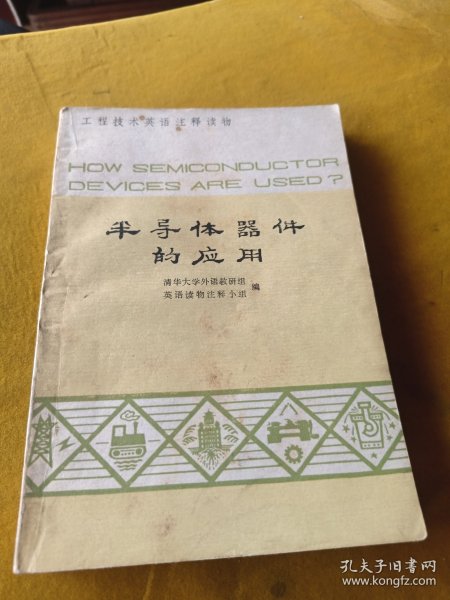 工程技术英语注释读物
HOW SEMICONDUCTOR
DEVICES ARE USED?
半导体器件
的应用
清华大学外语教研组
英语读物注释小组 编
孔夫子旧书网
www.kongfz.com